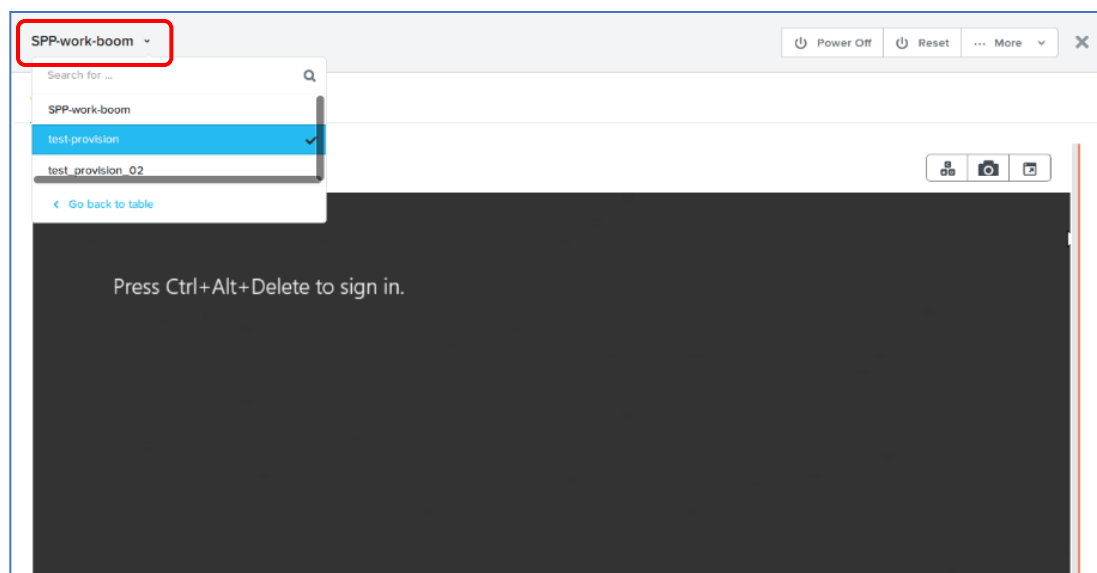 SPP-work-boom
Power Off Reset ... More
Search for ...
SPP-work-boom
test-provision
test_provision_02
Go back to table
Press Ctrl+Alt+Delete to sign in.